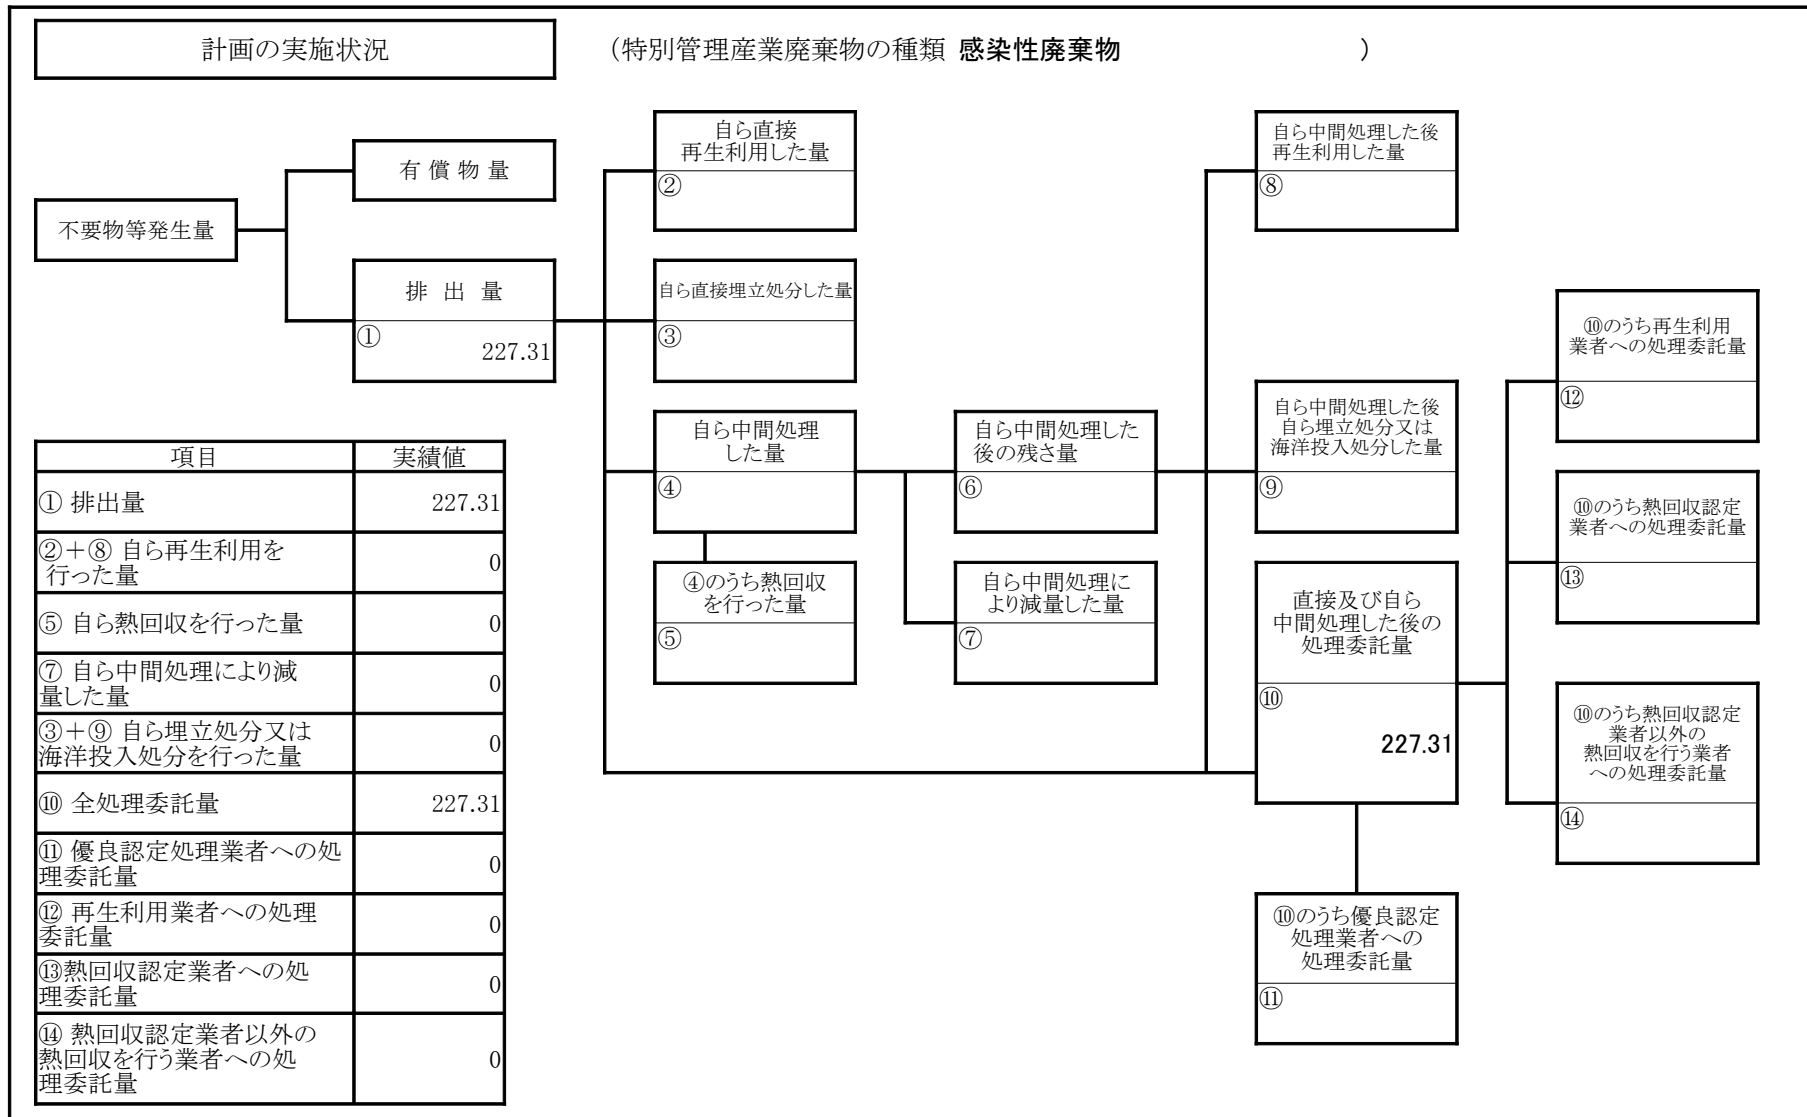 計画の実施状況
(特別管理産業廃棄物の種類 感染性廃棄物 )
不要物等発生量
有 償 物 量
排 出 量
①
227.31
自ら直接
再生利用した量
②
自ら直接埋立処分した量
③
自ら中間処理
した量
④
④のうち熱回収
を行った量
⑤
自ら中間処理した
後の残さ量
⑥
自ら中間処理に
より減量した量
⑦
自ら中間処理した後
再生利用した量
⑧
自ら中間処理した後
自ら埋立処分又は
海洋投入処分した量
⑨
直接及び自ら
中間処理した後の
処理委託量
⑩
227.31
⑩のうち優良認定
処理業者への
処理委託量
⑪
⑩のうち再生利用
業者への処理委託量
⑫
⑩のうち熱回収認定
業者への処理委託量
⑬
⑩のうち熱回収認定
業者以外の
熱回収を行う業者
への処理委託量
⑭
項目 実績値
① 排出量 227.31
②+⑧ 自ら再生利用を
行った量 0
⑤ 自ら熱回収を行った量 0
⑦ 自ら中間処理により減
量した量 0
③+⑨ 自ら埋立処分又は
海洋投入処分を行った量 0
⑩ 全処理委託量 227.31
⑪ 優良認定処理業者への処
理委託量 0
⑫ 再生利用業者への処理
委託量 0
⑬熱回収認定業者への処
理委託量 0
⑭ 熱回収認定業者以外の
熱回収を行う業者への処
理委託量 0